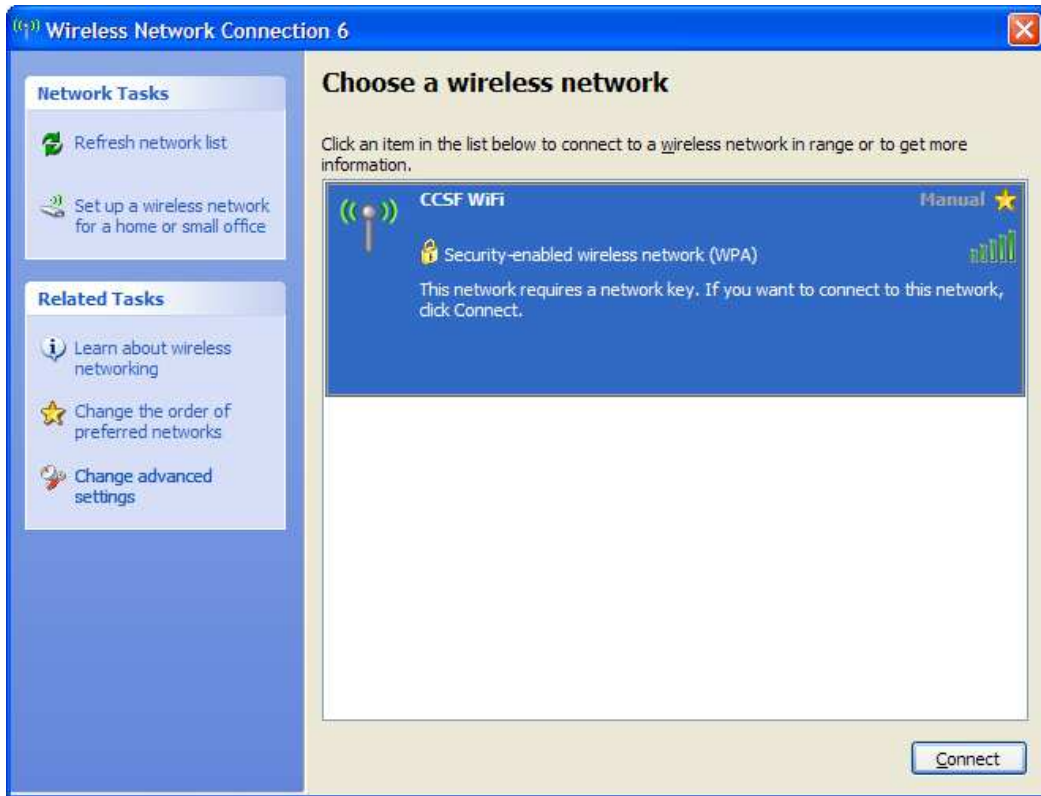 Wireless Network Connection 6
Network Tasks
Refresh network list
Set up a wireless network
for a home or small office
Related Tasks
Learn about wireless
networking
Change the order of
preferred networks
Change advanced
settings
Choose a wireless network
Click an item in the list below to connect to a wireless network in range or to get more
information.
CCSF WiFi
Manual
Security-enabled wireless network (WPA)
This network requires a network key. If you want to connect to this network,
click Connect.
Connect